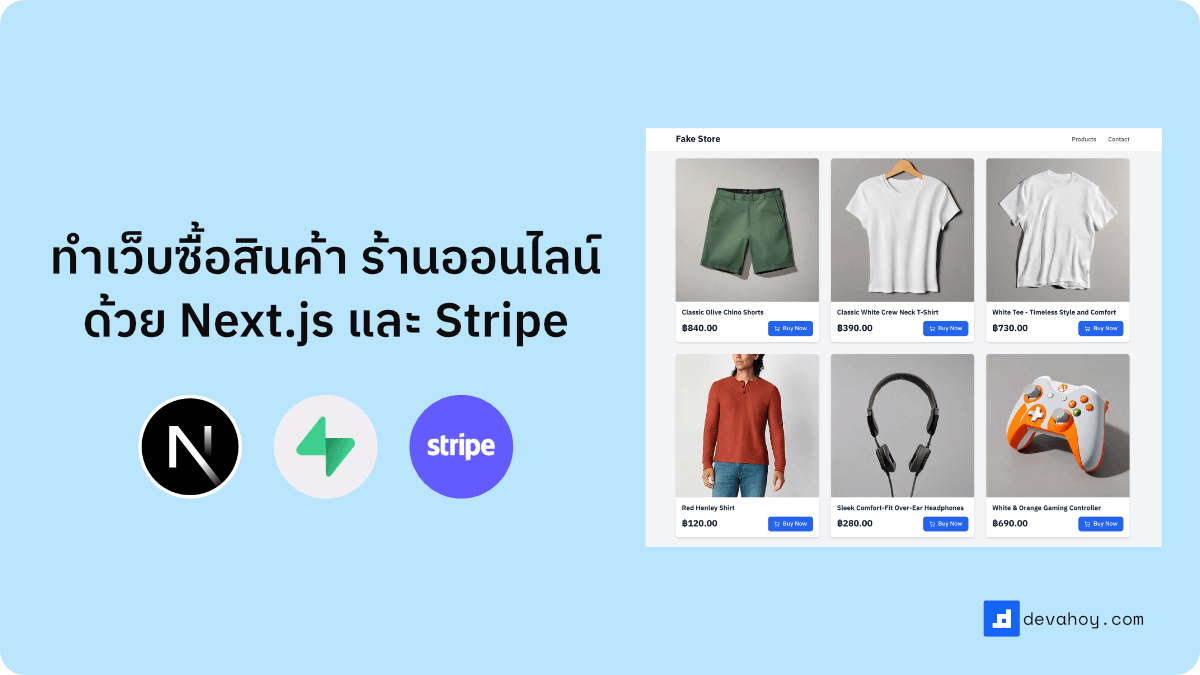 ทำเว็บซื้อสินค้า ร้านออนไลน์
ด้วย Next.js และ Stripe
N
stripe
Fake Store
Products Contact
Classic Olive Chino Shorts
฿840.00 Buy Now
Classic White Crew Neck T-Shirt
฿390.00 Buy Now
White Tee - Timeless Style and Comfort
฿730.00 Buy Now
Red Henley Shirt
฿120.00 Buy Now
Sleek Comfort-Fit Over-Ear Headphones
฿280.00 Buy Now
White & Orange Gaming Controller
฿690.00 Buy Now
devahoy.com